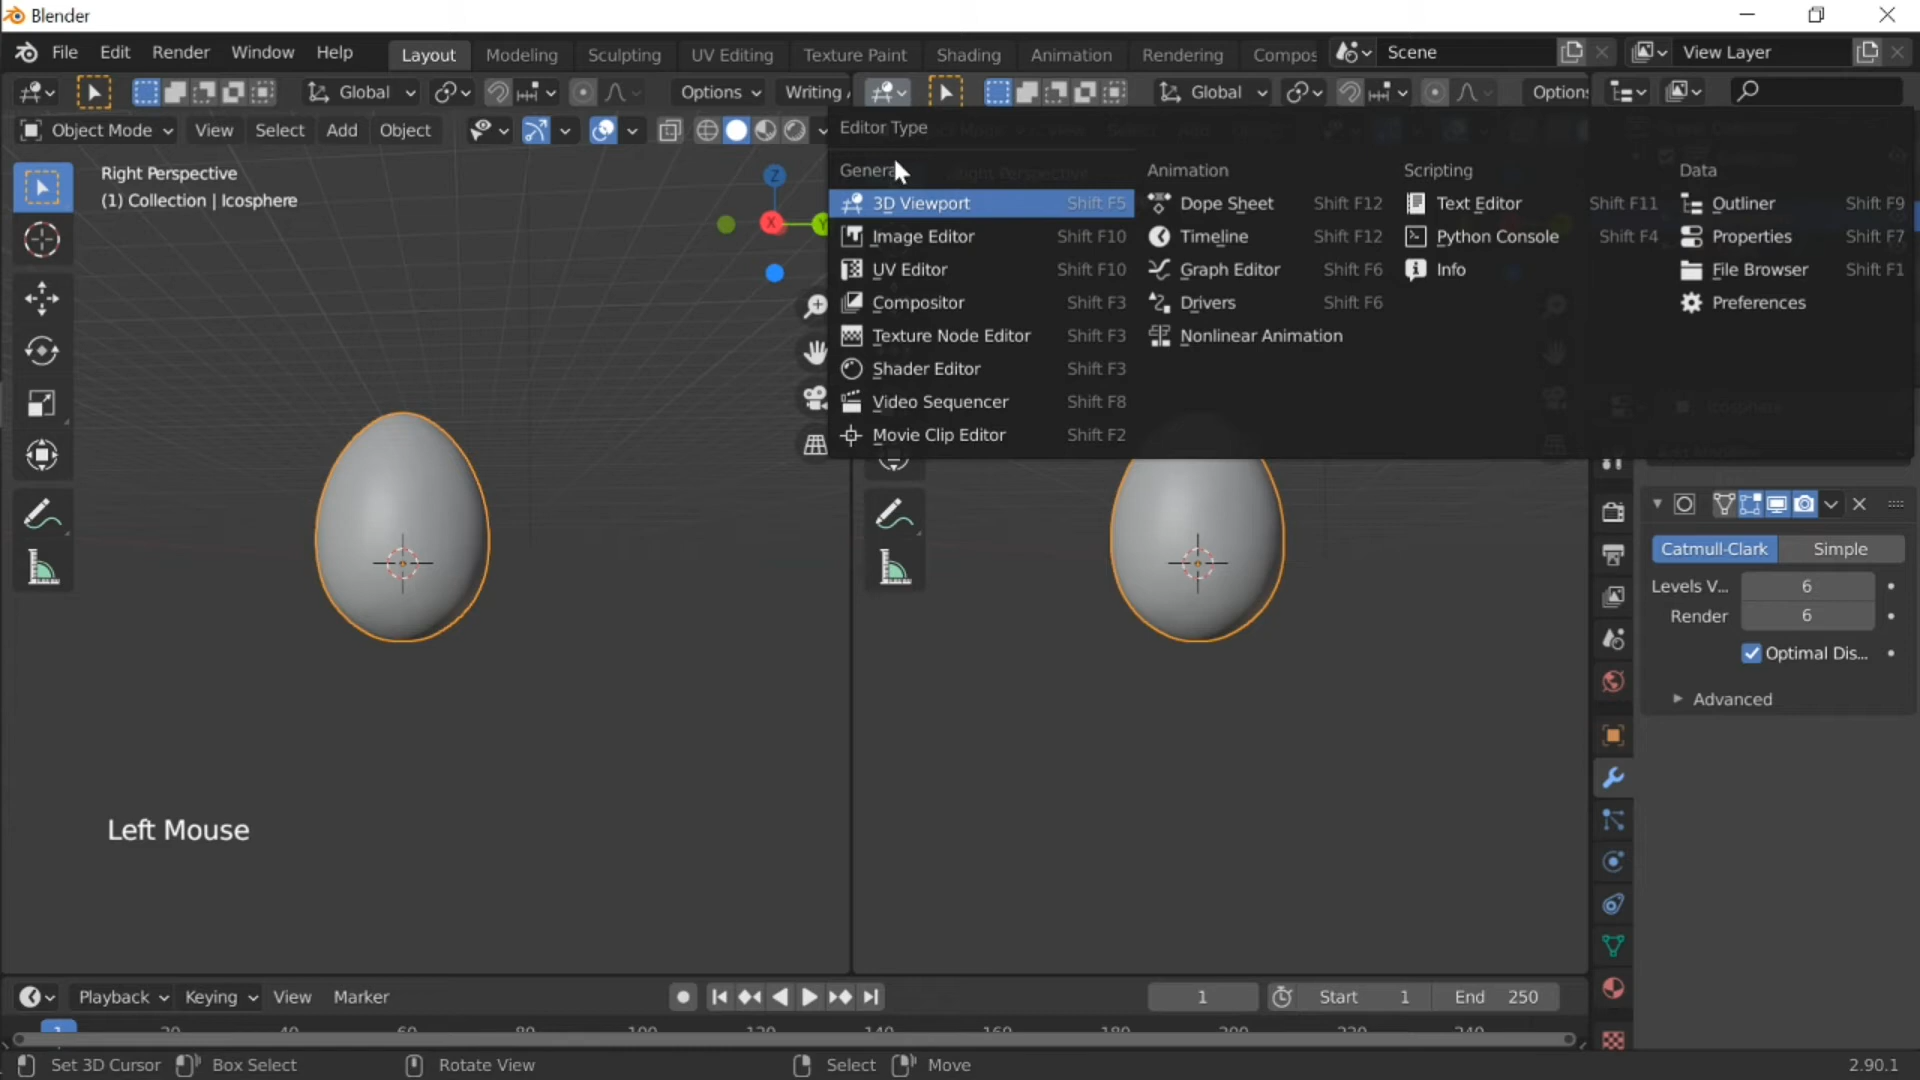 Blender
File Edit Render Window Help
Layout Modeling Sculpting UV Editing Texture Paint Shading Animation Rendering Compos
Scene
View Layer
Global Options Writing
Global Option
Object Mode View Select Add Object
Editor Type
Right Perspective
(1) Collection | Icosphere
Z
X
Y
General
3D Viewport Shift F5
Image Editor Shift F10
UV Editor Shift F10
Compositor Shift F3
Texture Node Editor Shift F3
Shader Editor Shift F3
Video Sequencer Shift F8
Movie Clip Editor Shift F2
Animation
Dope Sheet Shift F12
Timeline Shift F12
Graph Editor Shift F6
Drivers Shift F6
Nonlinear Animation
Scripting
Text Editor Shift F11
Python Console Shift F4
Info
Data
Outliner Shift F9
Properties Shift F7
File Browser Shift F1
Preferences
Catmull-Clark Simple
Levels V... 6
Render 6
Optimal Dis...
Advanced
Left Mouse
Playback Keying View Marker
1 Start 1 End 250
1 20 40 60 80 100 120 140 160 180 200 220 240
Set 3D Cursor Box Select Rotate View Select Move 2.90.1